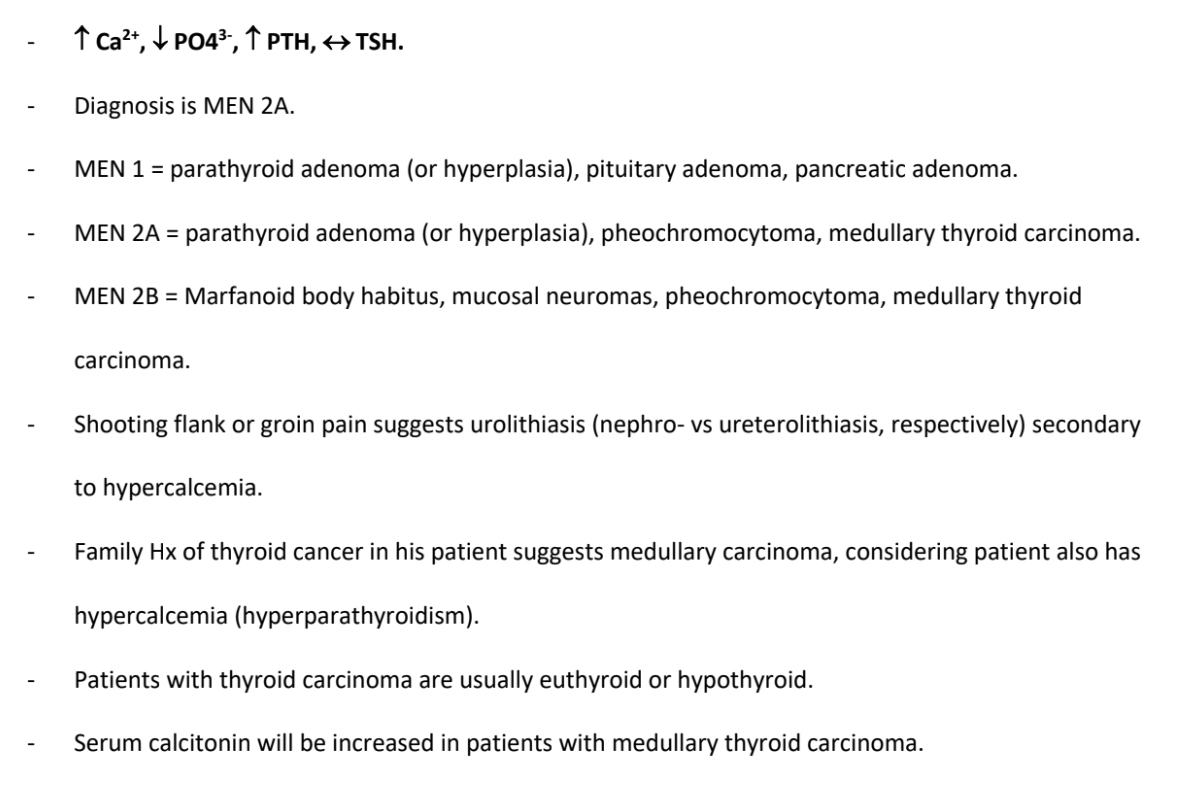 - ↑ Ca²⁺, ↓ PO4³⁻, ↑ PTH, ↔ TSH.
- Diagnosis is MEN 2A.
- MEN 1 = parathyroid adenoma (or hyperplasia), pituitary adenoma, pancreatic adenoma.
- MEN 2A = parathyroid adenoma (or hyperplasia), pheochromocytoma, medullary thyroid carcinoma.
- MEN 2B = Marfanoid body habitus, mucosal neuromas, pheochromocytoma, medullary thyroid
carcinoma.
- Shooting flank or groin pain suggests urolithiasis (nephro- vs ureterolithiasis, respectively) secondary
to hypercalcemia.
- Family Hx of thyroid cancer in his patient suggests medullary carcinoma, considering patient also has
hypercalcemia (hyperparathyroidism).
- Patients with thyroid carcinoma are usually euthyroid or hypothyroid.
- Serum calcitonin will be increased in patients with medullary thyroid carcinoma.